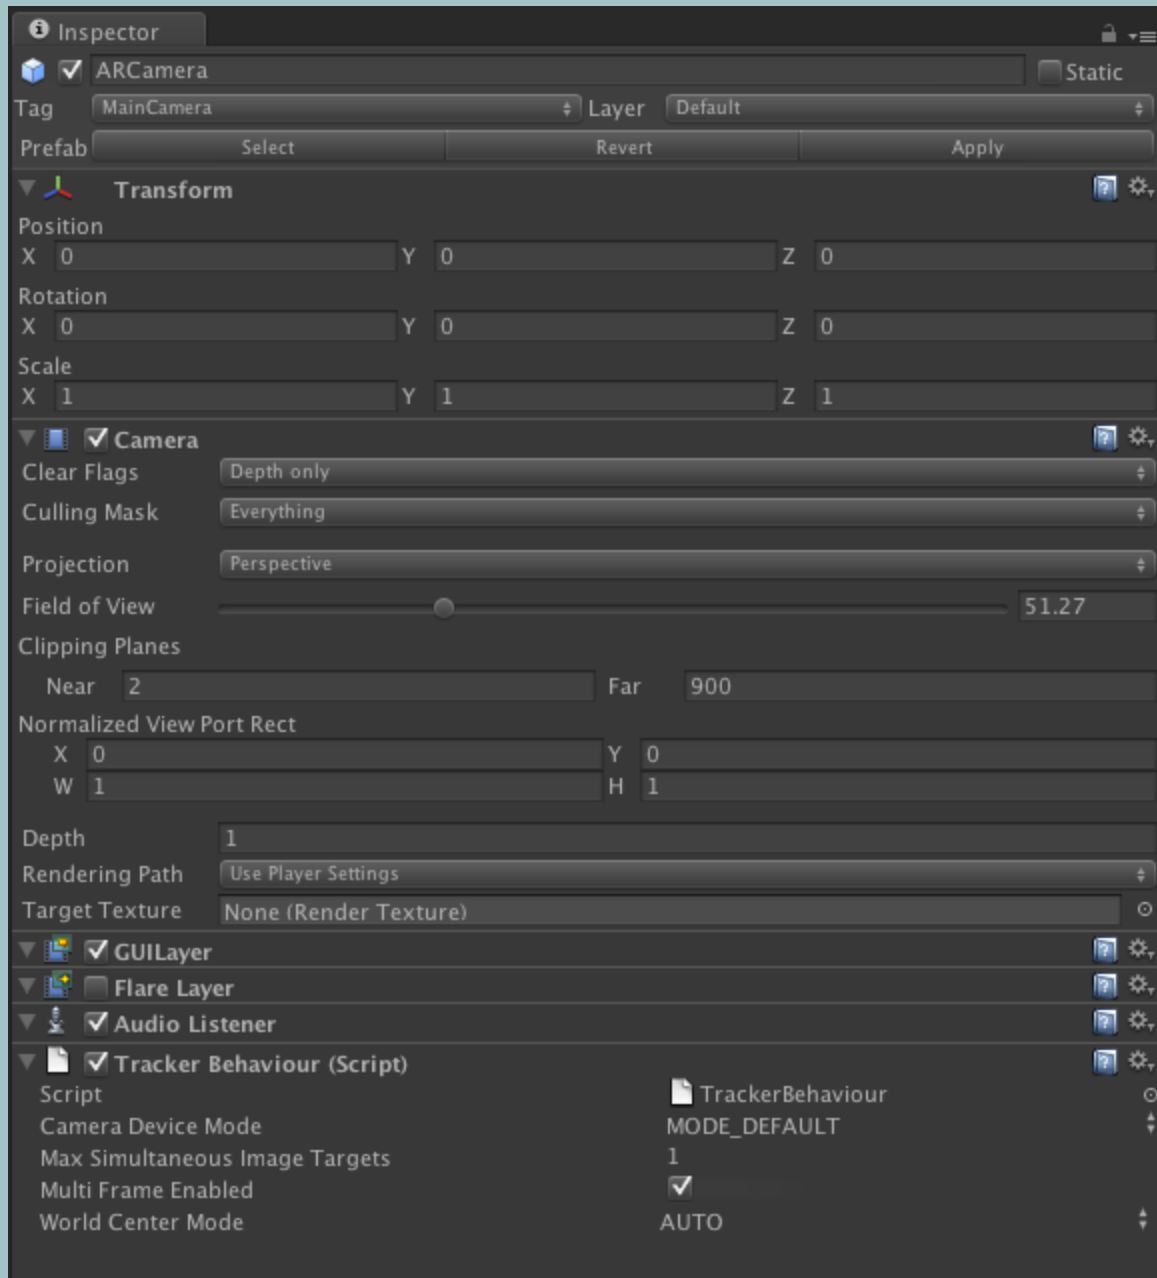 Inspector
ARCamera Static
Tag MainCamera Layer Default
Prefab Select Revert Apply
Transform
Position
X 0 Y 0 Z 0
Rotation
X 0 Y 0 Z 0
Scale
X 1 Y 1 Z 1
Camera
Clear Flags Depth only
Culling Mask Everything
Projection Perspective
Field of View 51.27
Clipping Planes
Near 2 Far 900
Normalized View Port Rect
X 0 Y 0
W 1 H 1
Depth 1
Rendering Path Use Player Settings
Target Texture None (Render Texture)
GUILayer
Flare Layer
Audio Listener
Tracker Behaviour (Script)
Script TrackerBehaviour
Camera Device Mode MODE_DEFAULT
Max Simultaneous Image Targets 1
Multi Frame Enabled
World Center Mode AUTO